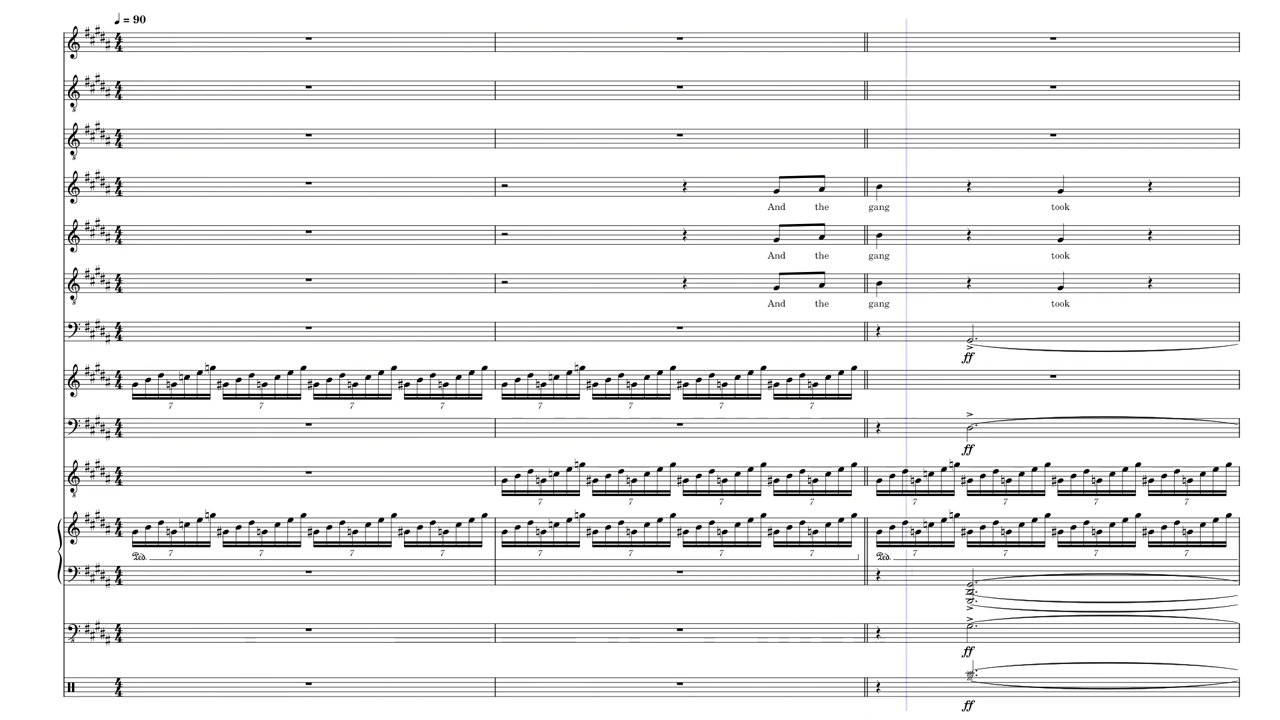 ♩ = 90
And the gang took
And the gang took
And the gang took
ff
7 7 7 7 7 7 7 7
ff
7 7 7 7 7 7 7 7
7 7 7 7 7 7 7 7 7 7 7 7
Ped. Ped.
ff
ff